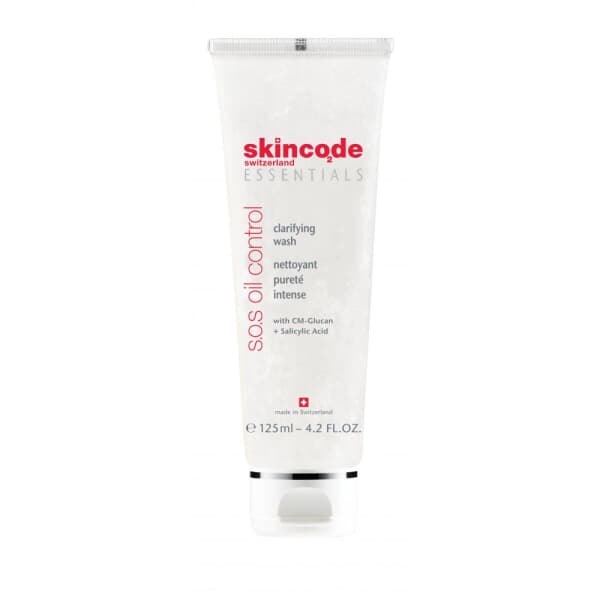 skincode
2
switzerland
ESSENTIALS
s.o.s oil control
clarifying
wash
nettoyant
pureté
intense
with CM-Glucan
+ Salicylic Acid
made in Switzerland
℮ 125ml – 4.2 FL.OZ.